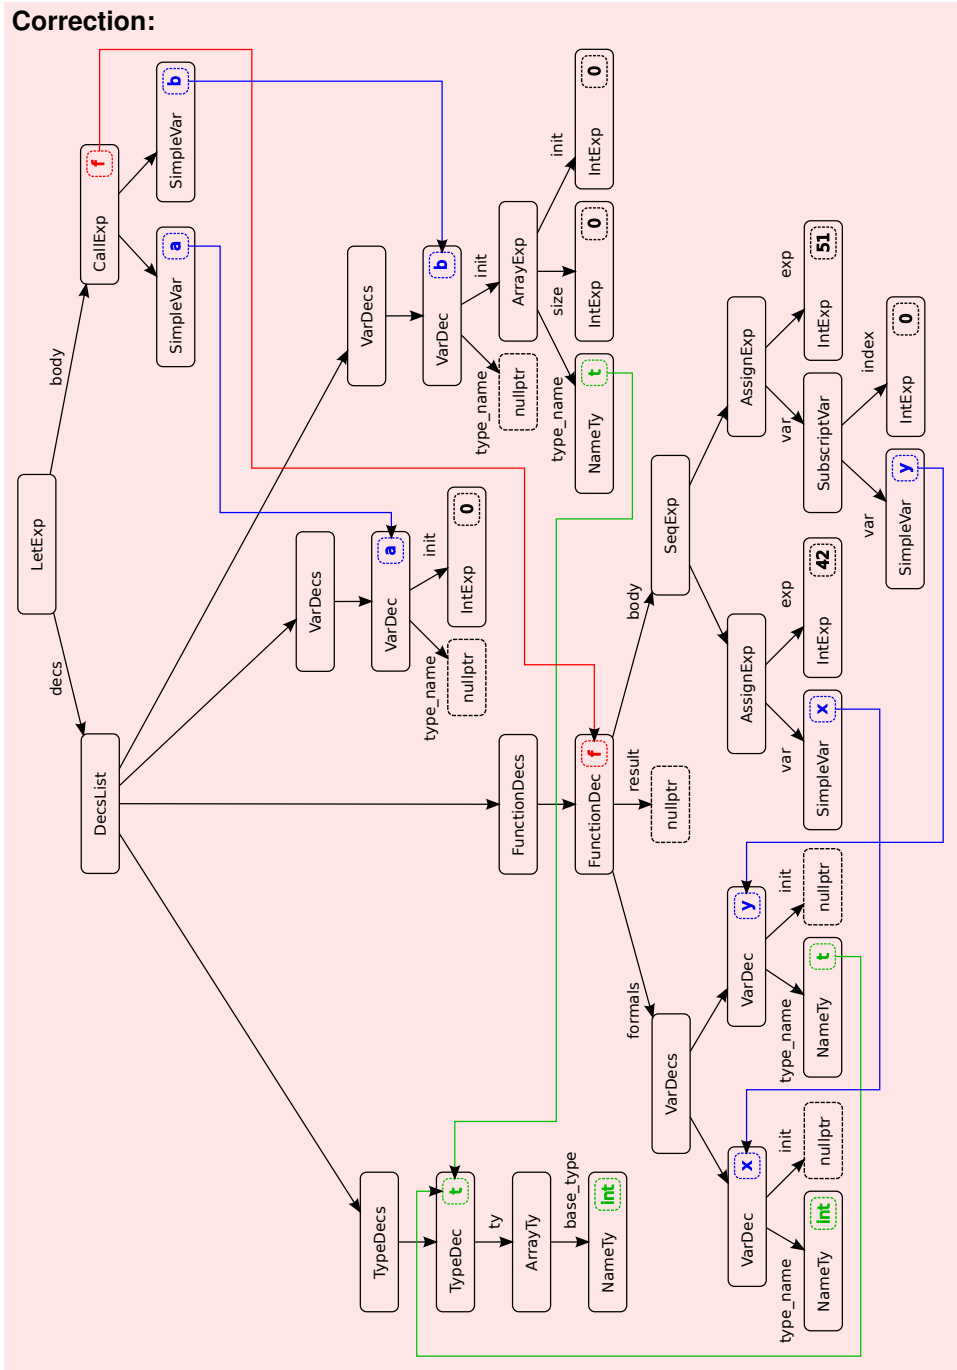 Correction:
LetExp
decs
body
DecsList
CallExp f
SimpleVar a
SimpleVar b
TypeDecs
TypeDec t
ty
ArrayTy
base_type
NameTy int
FunctionDecs
FunctionDec f
formals
result
body
VarDecs
nullptr
SeqExp
VarDec x
VarDec y
type_name
init
NameTy int
nullptr
type_name
init
NameTy t
nullptr
AssignExp
AssignExp
var
exp
SimpleVar x
IntExp 42
var
exp
SubscriptVar
IntExp 51
var
index
SimpleVar y
IntExp 0
VarDecs
VarDec a
type_name
init
nullptr
IntExp 0
VarDecs
VarDec b
type_name
init
nullptr
ArrayExp
type_name
size
init
NameTy t
IntExp 0
IntExp 0